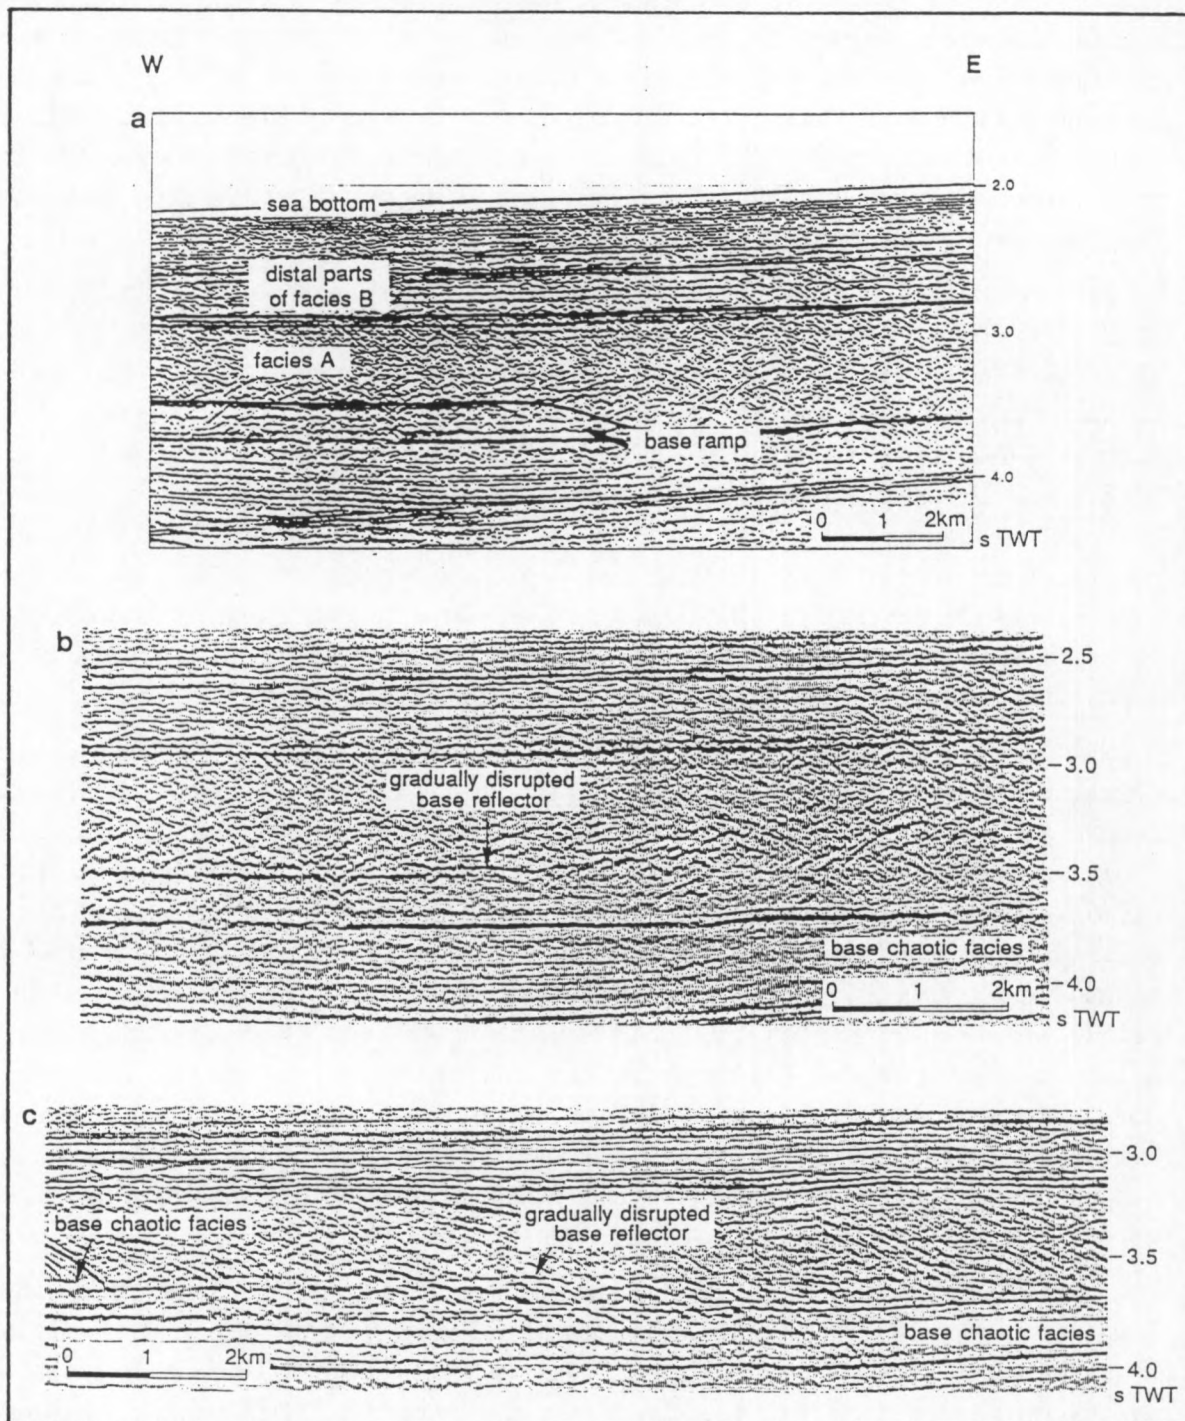 W
E
a
2.0
sea bottom
distal parts
of facies B
3.0
facies A
base ramp
4.0
0 1 2km
s TWT
b
2.5
3.0
gradually disrupted
base reflector
3.5
base chaotic facies
4.0
0 1 2km
s TWT
c
3.0
base chaotic facies
gradually disrupted
base reflector
3.5
base chaotic facies
0 1 2km
4.0
s TWT